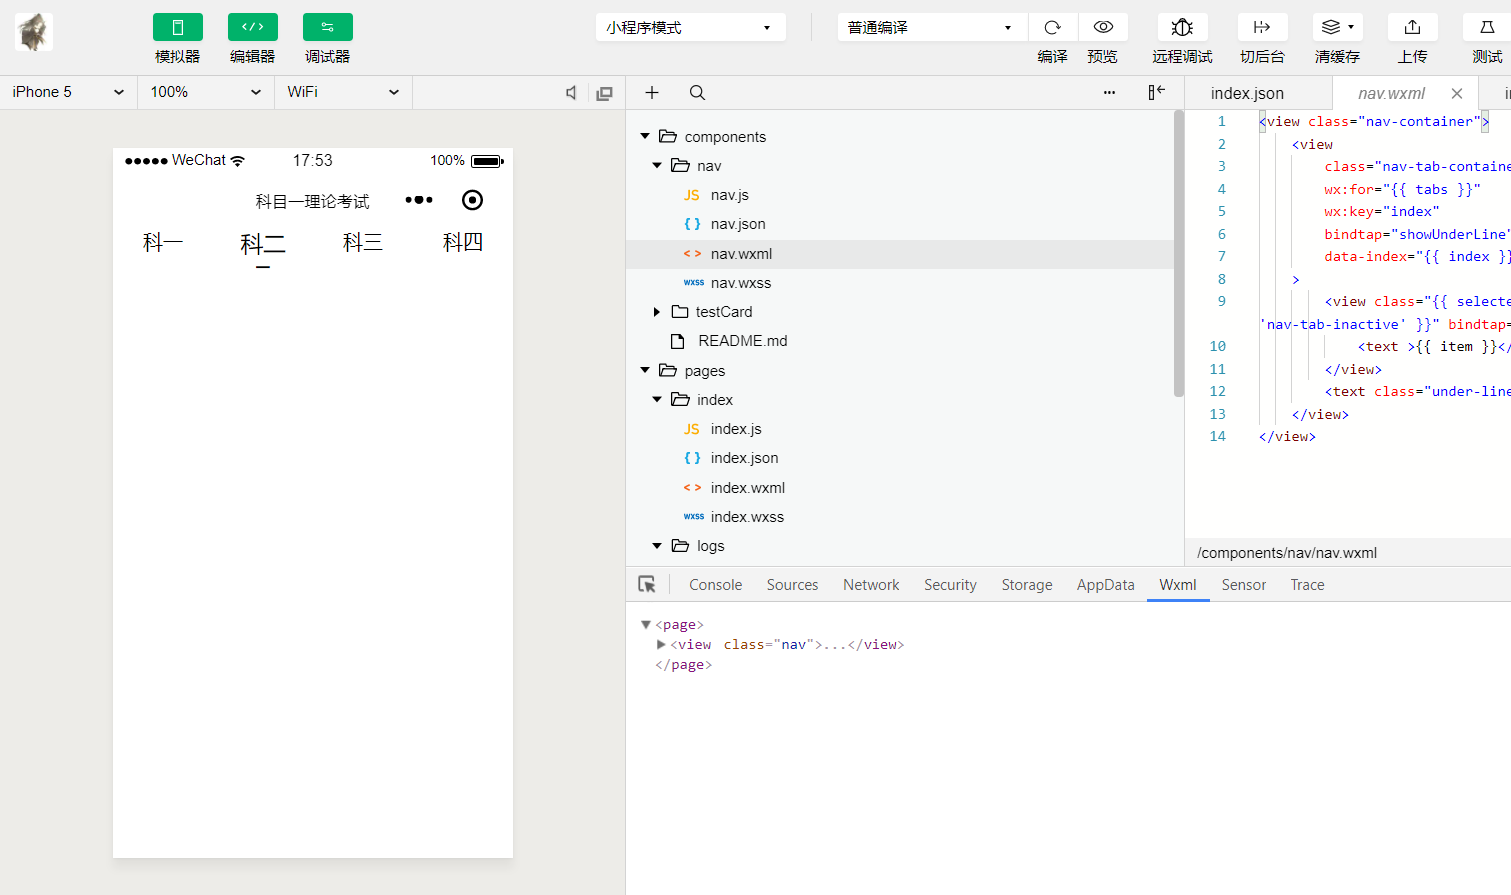 小程序模式
普通编译
模拟器 编辑器 调试器
编译 预览 远程调试 切后台 清缓存 上传 测试
iPhone 5 100% WiFi
●●●●● WeChat 17:53 100%
科目一理论考试
科一 科二 科三 科四
components
nav
JS nav.js
{ } nav.json
< > nav.wxml
wxss nav.wxss
testCard
README.md
pages
index
JS index.js
{ } index.json
< > index.wxml
wxss index.wxss
logs
index.json nav.wxml
1 <view class="nav-container">
2 <view
3 class="nav-tab-containe
4 wx:for="{{ tabs }}"
5 wx:key="index"
6 bindtap="showUnderLine"
7 data-index="{{ index }}
8 >
9 <view class="{{ selecte
'nav-tab-inactive' }}" bindtap=
10 <text >{{ item }}</
11 </view>
12 <text class="under-line
13 </view>
14 </view>
/components/nav/nav.wxml
Console Sources Network Security Storage AppData Wxml Sensor Trace
<page>
<view class="nav">...</view>
</page>